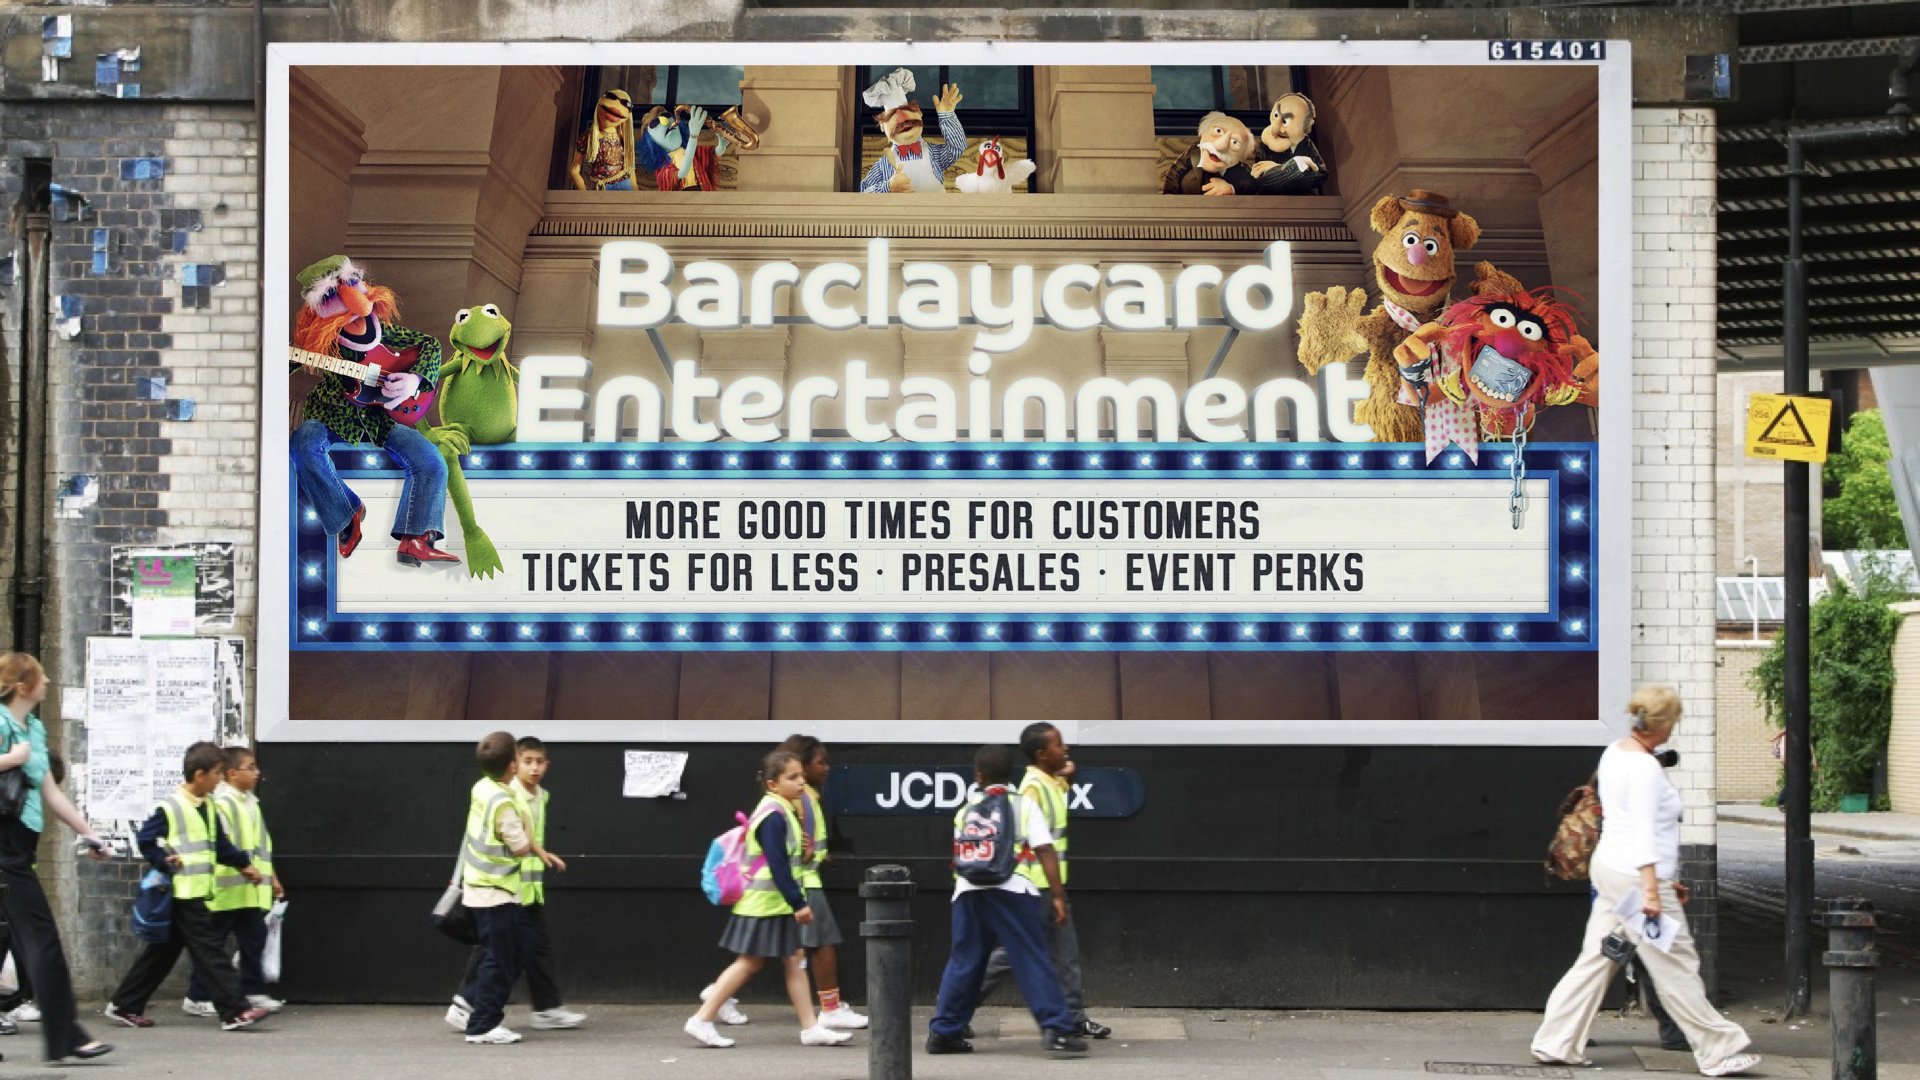 615401
Barclaycard
Entertainment
MORE GOOD TIMES FOR CUSTOMERS
TICKETS FOR LESS · PRESALES · EVENT PERKS